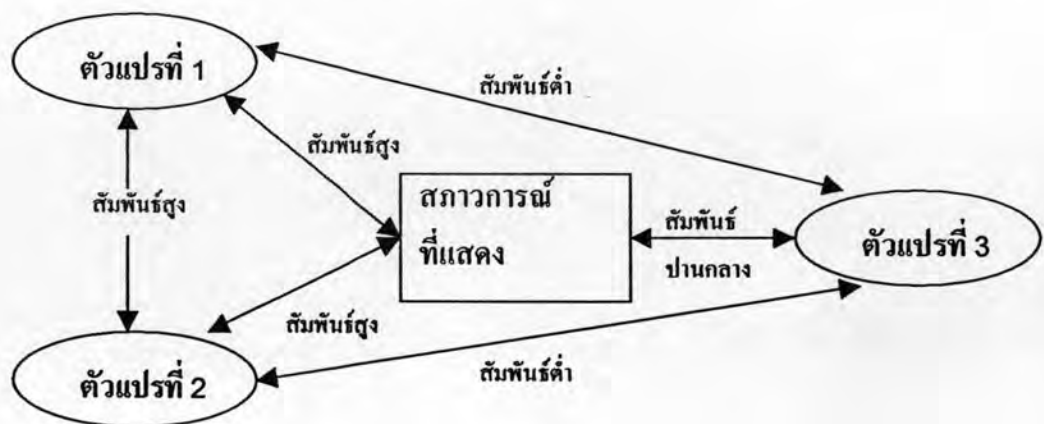 ตัวแปรที่ 1
สัมพันธ์ต่ำ
สัมพันธ์สูง
สัมพันธ์สูง
สภาวการณ์
ที่แสดง
สัมพันธ์
ปานกลาง
ตัวแปรที่ 3
สัมพันธ์สูง
สัมพันธ์ต่ำ
ตัวแปรที่ 2